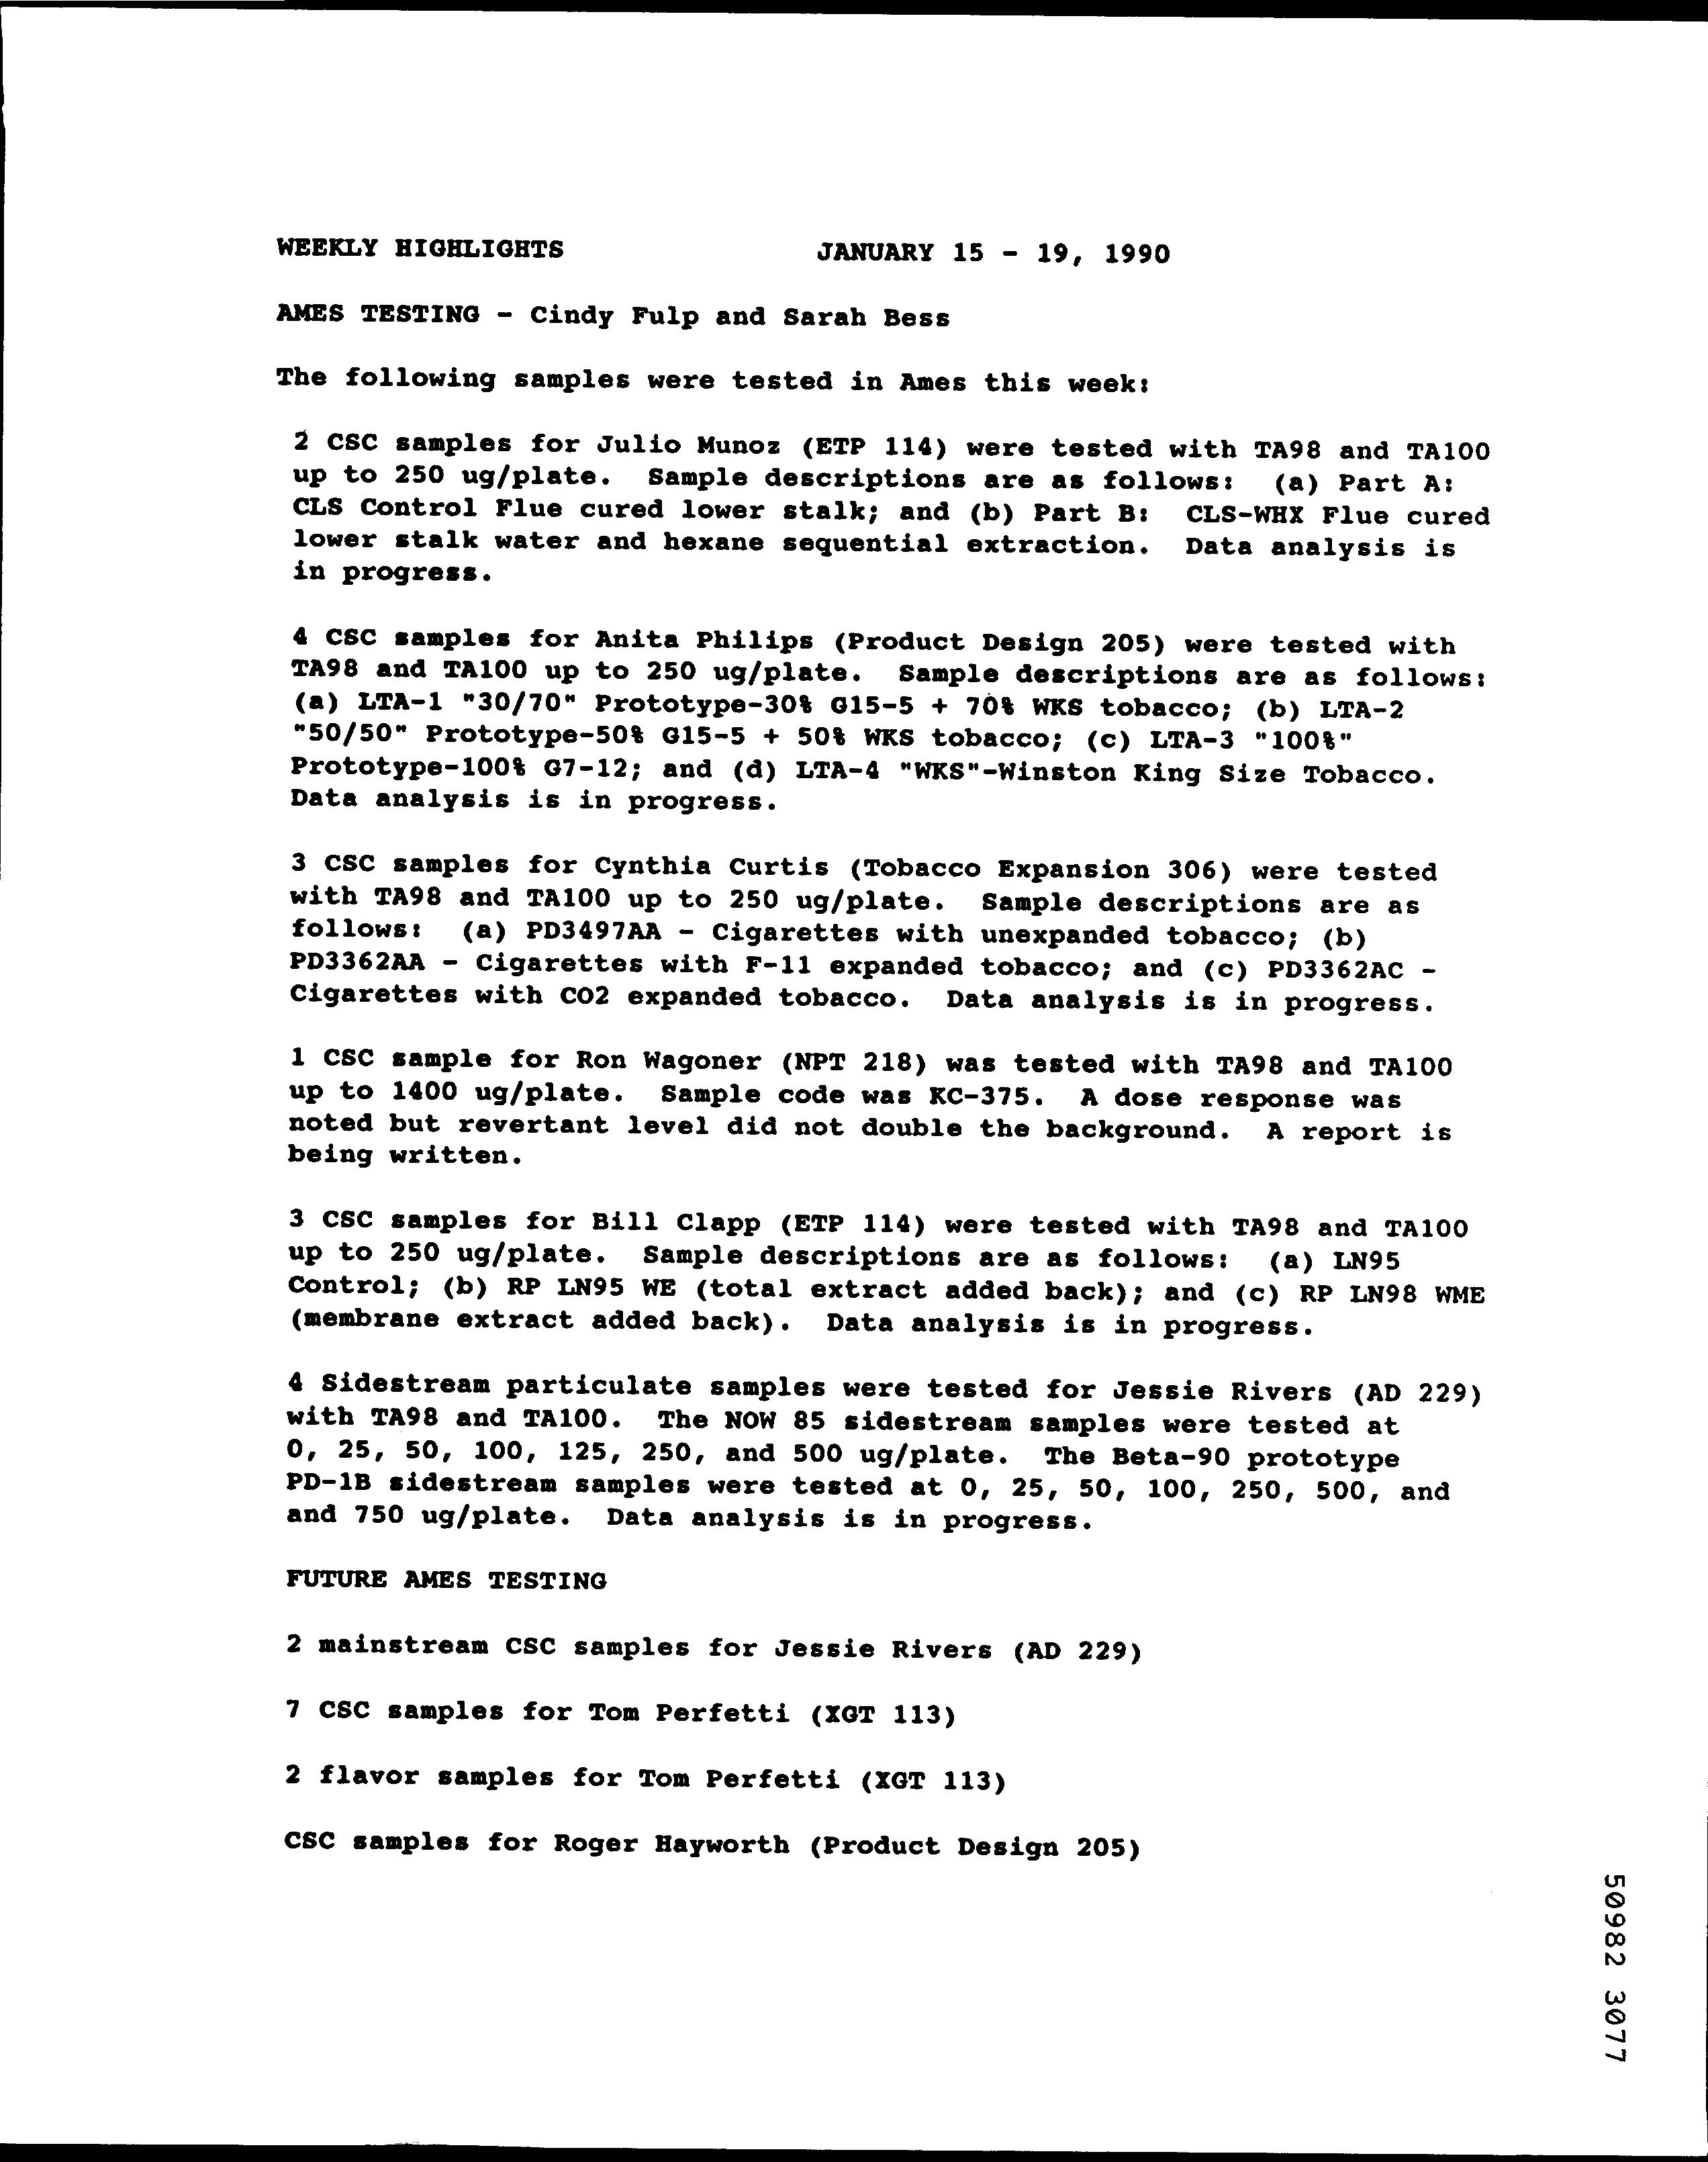 WEEKLY HIGHLIGHTS JANUARY 15 - 19, 1990
AMES TESTING - Cindy Fulp and Sarah Bess
The following samples were tested in Ames this week:
2 CSC samples for Julio Munoz (ETP 114) were tested with TA98 and TA100
up to 250 ug/plate. Sample descriptions are as follows: (a) Part A:
CLS Control Flue cured lower stalk; and (b) Part B: CLS-WHX Flue cured
lower stalk water and hexane sequential extraction. Data analysis is
in progress.
4 CSC samples for Anita Philips (Product Design 205) were tested with
TA98 and TA100 up to 250 ug/plate. Sample descriptions are as follows:
(a) LTA-1 "30/70" Prototype-30% G15-5 + 70% WKS tobacco; (b) LTA-2
"50/50" Prototype-50% G15-5 + 50% WKS tobacco; (c) LTA-3 "100%"
Prototype-100% G7-12; and (d) LTA-4 "WKS"-Winston King Size Tobacco.
Data analysis is in progress.
3 CSC samples for Cynthia Curtis (Tobacco Expansion 306) were tested
with TA98 and TA100 up to 250 ug/plate. Sample descriptions are as
follows: (a) PD3497AA - Cigarettes with unexpanded tobacco; (b)
PD3362AA - Cigarettes with F-11 expanded tobacco; and (c) PD3362AC -
Cigarettes with CO2 expanded tobacco. Data analysis is in progress.
1 CSC sample for Ron Wagoner (NPT 218) was tested with TA98 and TA100
up to 1400 ug/plate. Sample code was KC-375. A dose response was
noted but revertant level did not double the background. A report is
being written.
3 CSC samples for Bill Clapp (ETP 114) were tested with TA98 and TA100
up to 250 ug/plate. Sample descriptions are as follows: (a) LN95
Control; (b) RP LN95 WE (total extract added back); and (c) RP LN98 WME
(membrane extract added back). Data analysis is in progress.
4 Sidestream particulate samples were tested for Jessie Rivers (AD 229)
with TA98 and TA100. The NOW 85 sidestream samples were tested at
0, 25, 50, 100, 125, 250, and 500 ug/plate. The Beta-90 prototype
PD-1B sidestream samples were tested at 0, 25, 50, 100, 250, 500, and
and 750 ug/plate. Data analysis is in progress.
FUTURE AMES TESTING
2 mainstream CSC samples for Jessie Rivers (AD 229)
7 CSC samples for Tom Perfetti (XGT 113)
2 flavor samples for Tom Perfetti (XGT 113)
CSC samples for Roger Hayworth (Product Design 205)
50982 3077